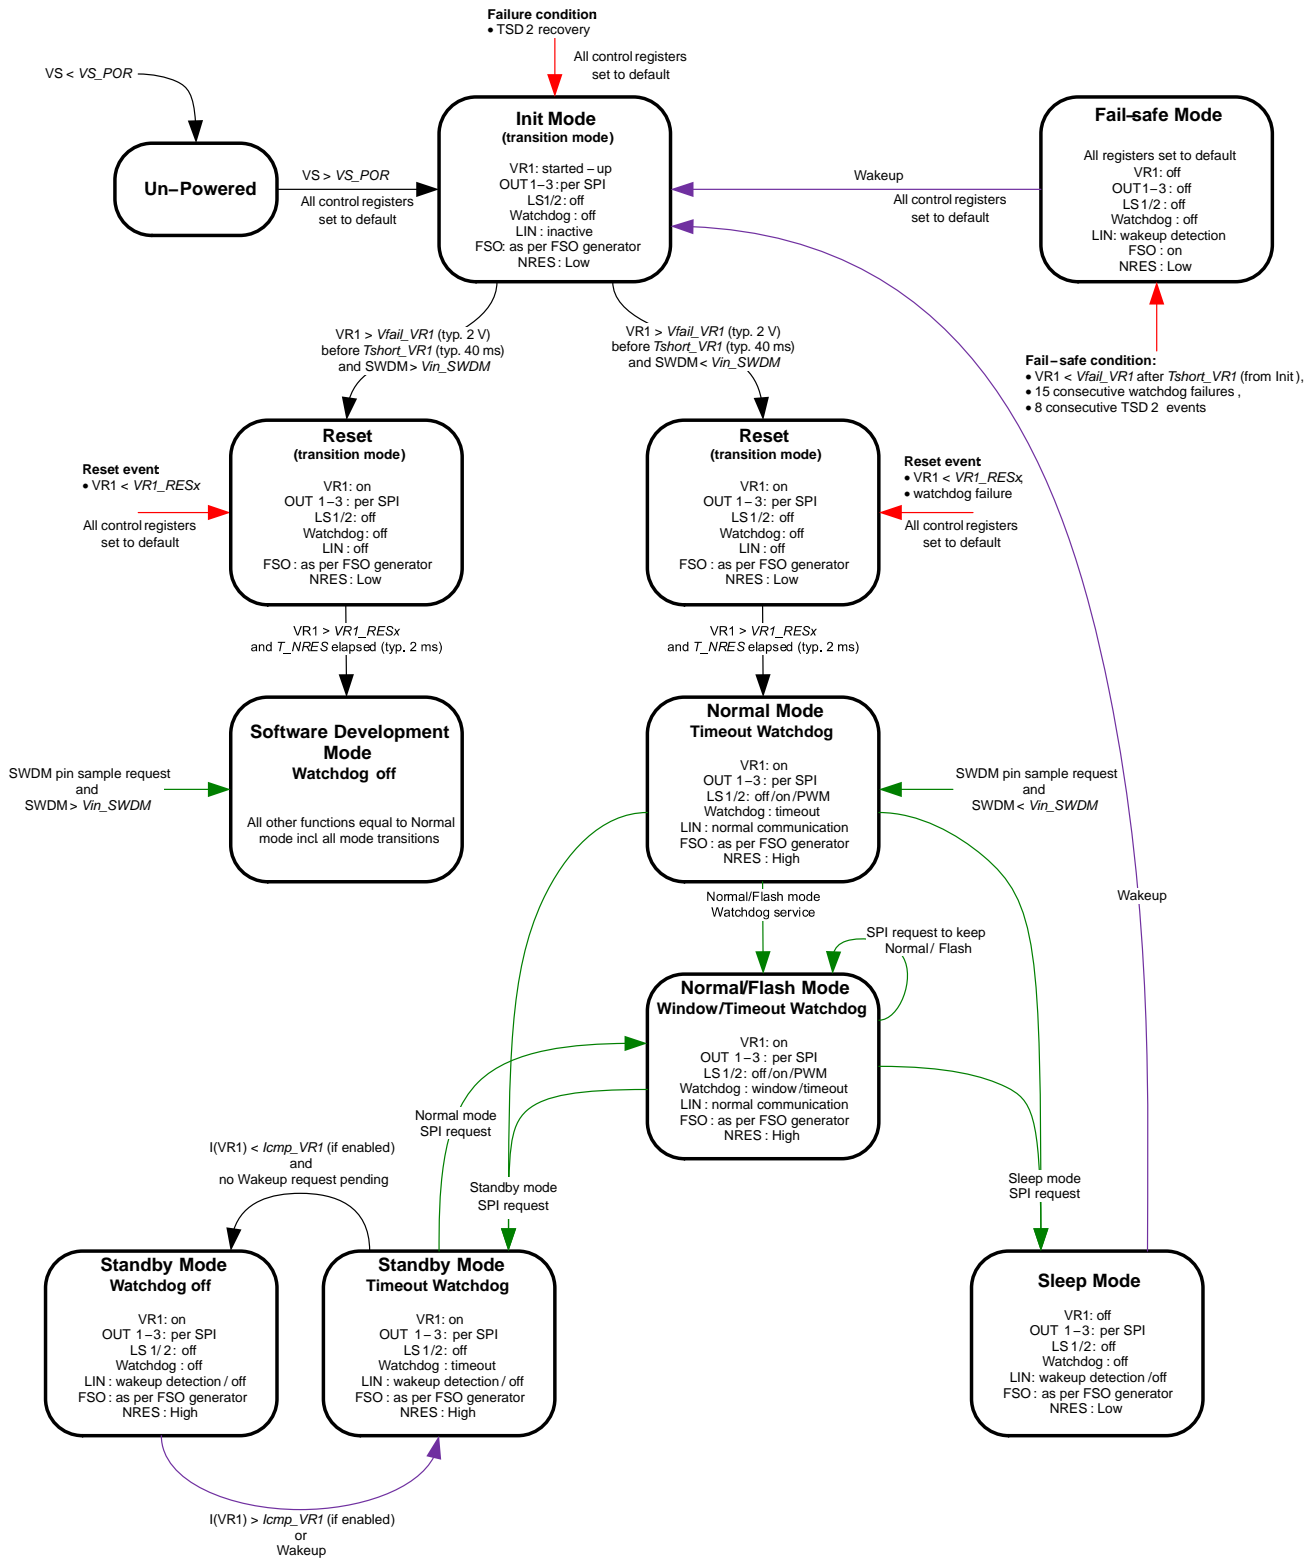 Failure condition
• TSD2 recovery
All control registers
set to default
VS < VS_POR
Un-Powered
VS > VS_POR
All control registers
set to default
Init Mode
(transition mode)
VR1: started-up
OUT1-3: per SPI
LS1/2: off
Watchdog: off
LIN: inactive
FSO: as per FSO generator
NRES: Low
Wakeup
All control registers
set to default
Fail-safe Mode
All registers set to default
VR1: off
OUT1-3: off
LS1/2: off
Watchdog: off
LIN: wakeup detection
FSO: on
NRES: Low
Fail-safe condition:
• VR1 < Vfail_VR1 after Tshort_VR1 (from Init),
• 15 consecutive watchdog failures,
• 8 consecutive TSD2 events
VR1 > Vfail_VR1 (typ. 2 V)
before Tshort_VR1 (typ. 40 ms)
and SWDM > Vin_SWDM
VR1 > Vfail_VR1 (typ. 2 V)
before Tshort_VR1 (typ. 40 ms)
and SWDM < Vin_SWDM
Reset event
• VR1 < VR1_RESx
All control registers
set to default
Reset
(transition mode)
VR1: on
OUT 1-3: per SPI
LS1/2: off
Watchdog: off
LIN: off
FSO: as per FSO generator
NRES: Low
Reset
(transition mode)
VR1: on
OUT 1-3: per SPI
LS1/2: off
Watchdog: off
LIN: off
FSO: as per FSO generator
NRES: Low
Reset event
• VR1 < VR1_RESx,
• watchdog failure
All control registers
set to default
VR1 > VR1_RESx
and T_NRES elapsed (typ. 2 ms)
VR1 > VR1_RESx
and T_NRES elapsed (typ. 2 ms)
SWDM pin sample request
and
SWDM > Vin_SWDM
Software Development
Mode
Watchdog off
All other functions equal to Normal
mode incl. all mode transitions
Normal Mode
Timeout Watchdog
VR1: on
OUT 1-3: per SPI
LS1/2: off/on/PWM
Watchdog: timeout
LIN: normal communication
FSO: as per FSO generator
NRES: High
SWDM pin sample request
and
SWDM < Vin_SWDM
Normal/Flash mode
Watchdog service
SPI request to keep
Normal/Flash
Wakeup
Normal/Flash Mode
Window/Timeout Watchdog
VR1: on
OUT 1-3: per SPI
LS1/2: off/on/PWM
Watchdog: window/timeout
LIN: normal communication
FSO: as per FSO generator
NRES: High
Normal mode
SPI request
I(VR1) < Icmp_VR1 (if enabled)
and
no Wakeup request pending
Standby mode
SPI request
Sleep mode
SPI request
Standby Mode
Watchdog off
VR1: on
OUT 1-3: per SPI
LS1/2: off
Watchdog: off
LIN: wakeup detection/off
FSO: as per FSO generator
NRES: High
Standby Mode
Timeout Watchdog
VR1: on
OUT 1-3: per SPI
LS1/2: off
Watchdog: timeout
LIN: wakeup detection/off
FSO: as per FSO generator
NRES: High
Sleep Mode
VR1: off
OUT 1-3: per SPI
LS1/2: off
Watchdog: off
LIN: wakeup detection/off
FSO: as per FSO generator
NRES: Low
I(VR1) > Icmp_VR1 (if enabled)
or
Wakeup